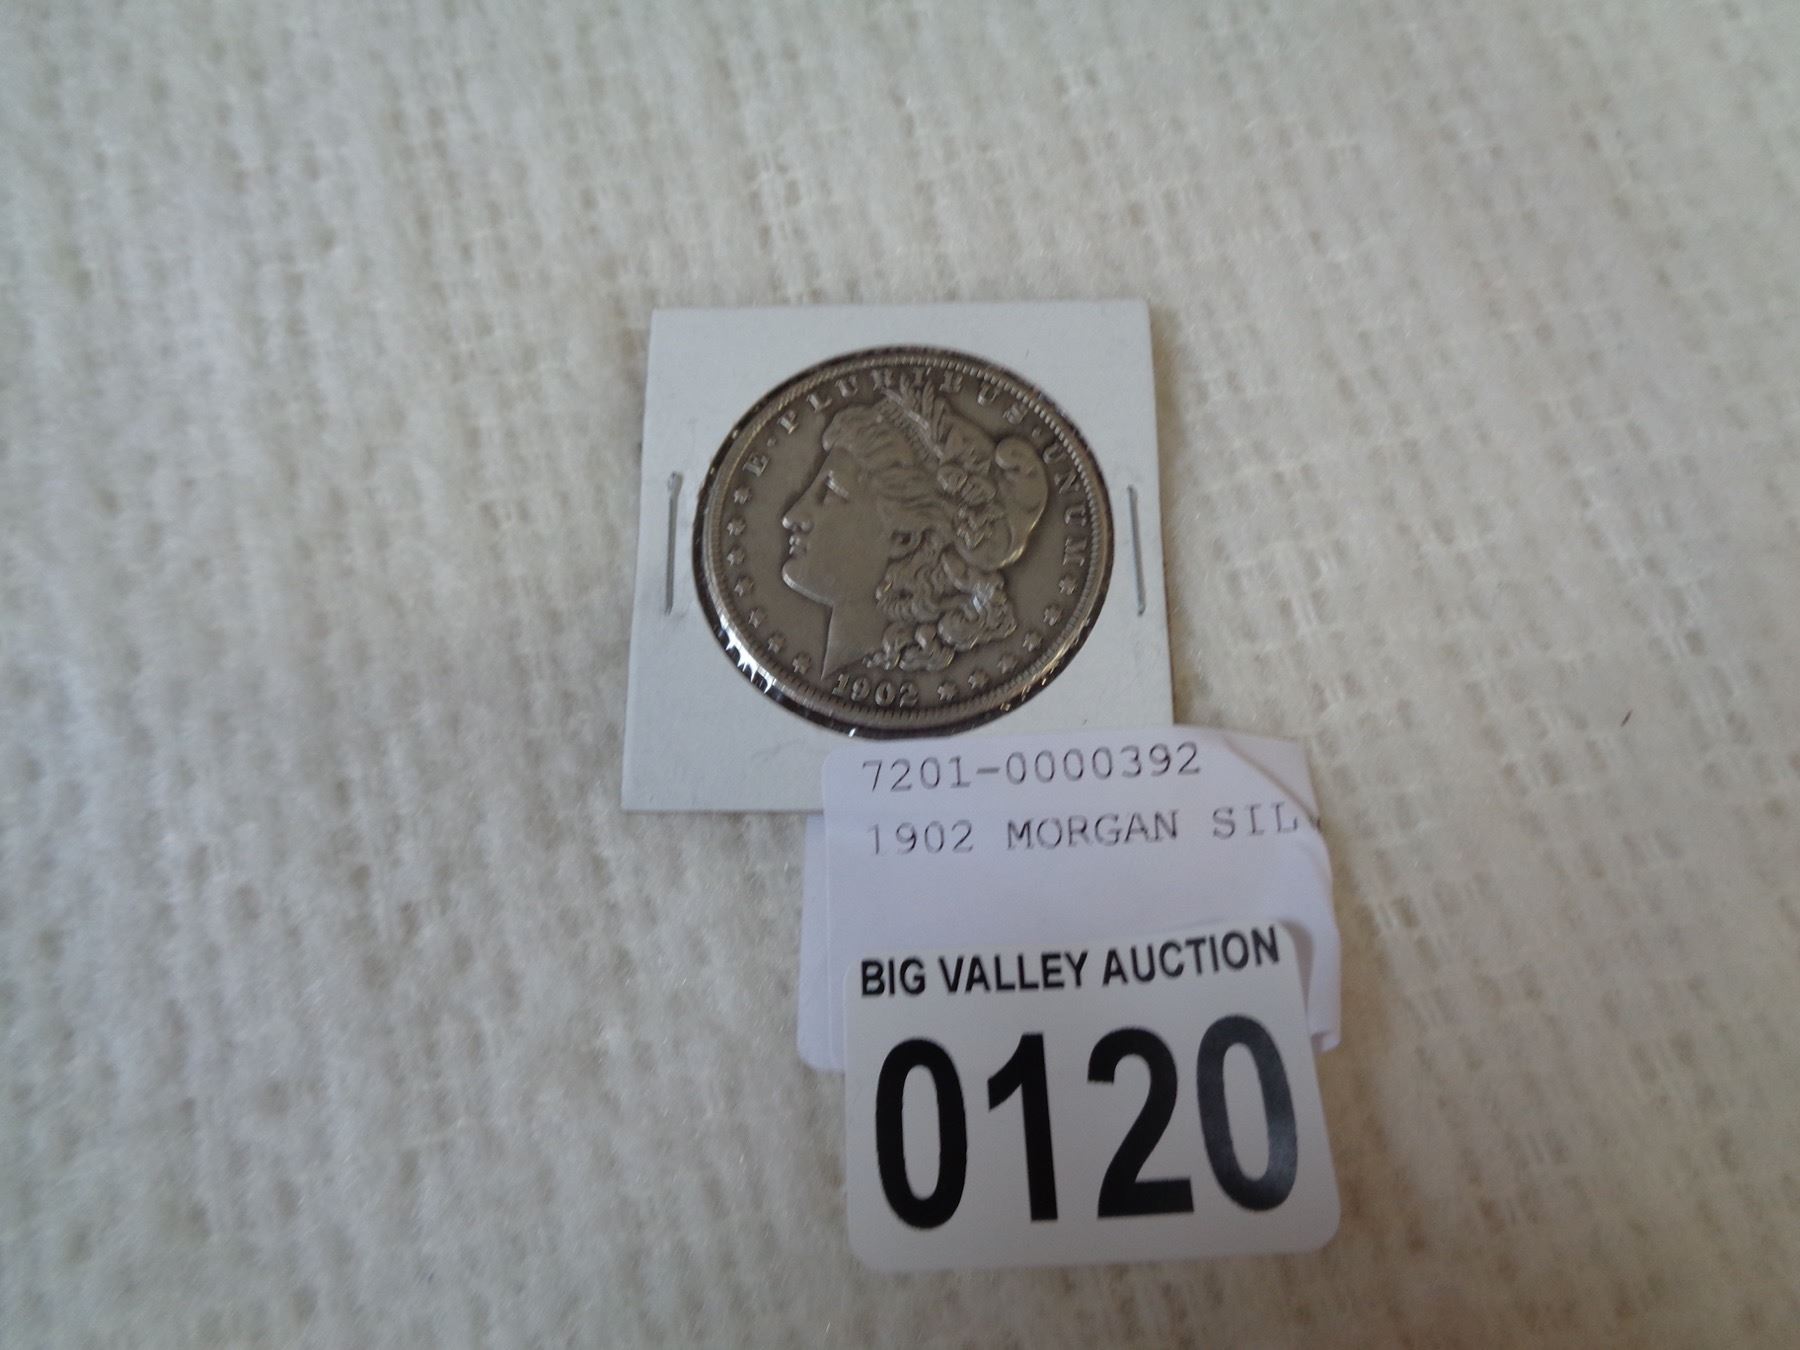 E·PLURIBUS·UNUM
1902
7201-0000392
1902 MORGAN SIL
BIG VALLEY AUCTION
0120